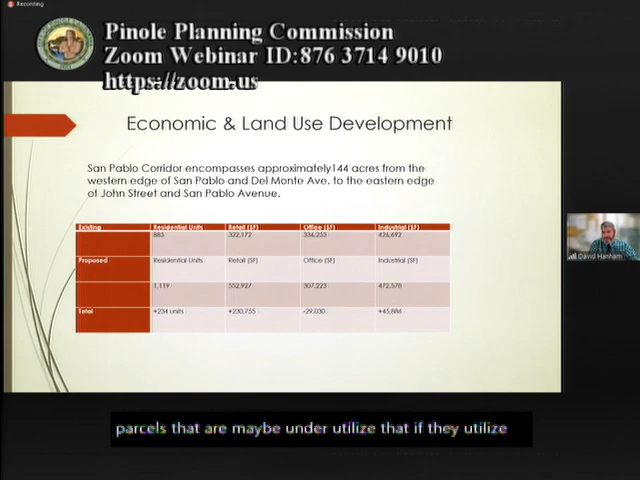 Recording
Pinole Planning Commission
Zoom Webinar ID:876 3714 9010
https://zoom.us
Economic & Land Use Development
San Pablo Corridor encompasses approximately144 acres from the
western edge of San Pablo and Del Monte Ave. to the eastern edge
of John Street and San Pablo Avenue.
Existing Residential Units Retail (SF) Office (SF) Industrial (SF)
885 322,172 336,253 426,692
Proposed Residential Units Retail (SF) Office (SF) Industrial (SF)
1,119 552,927 307,223 472,578
Total +234 units +230,755 -29,030 +45,886
David Hanham
parcels that are maybe under utilize that if they utilize